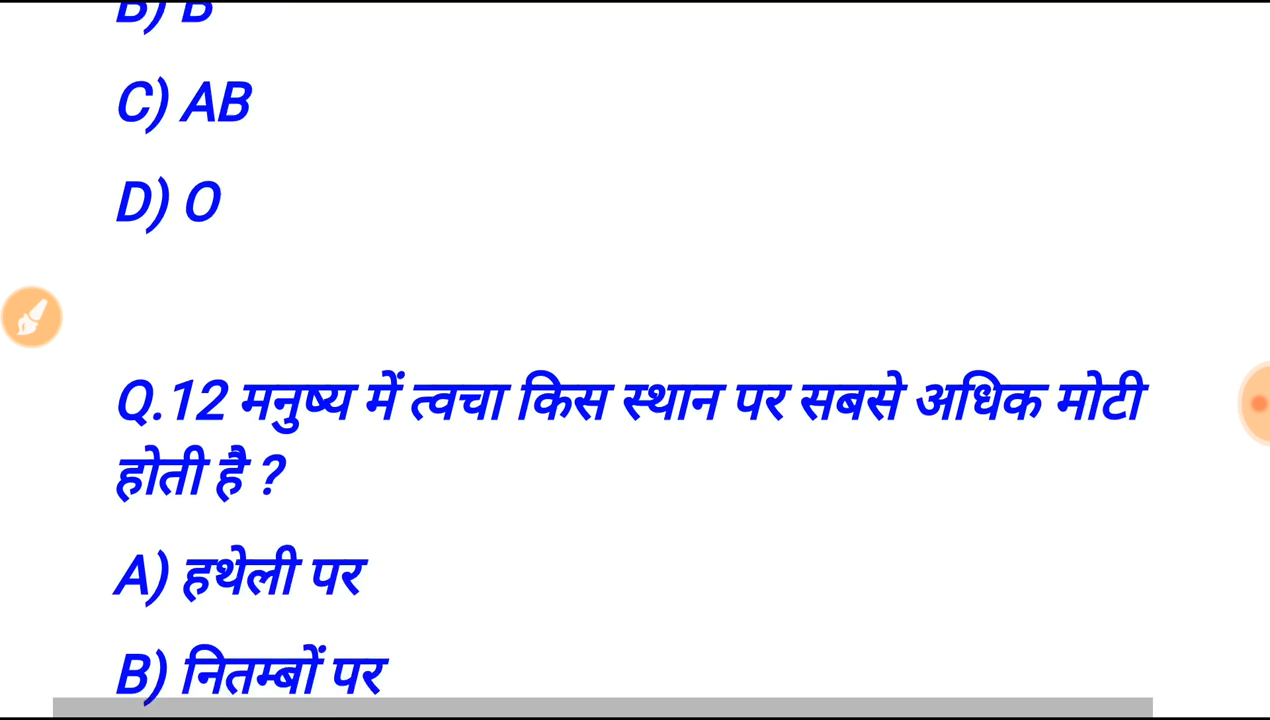 B) B
C) AB
D) O
Q.12 मनुष्य में त्वचा किस स्थान पर सबसे अधिक मोटी
होती है ?
A) हथेली पर
B) नितम्बों पर